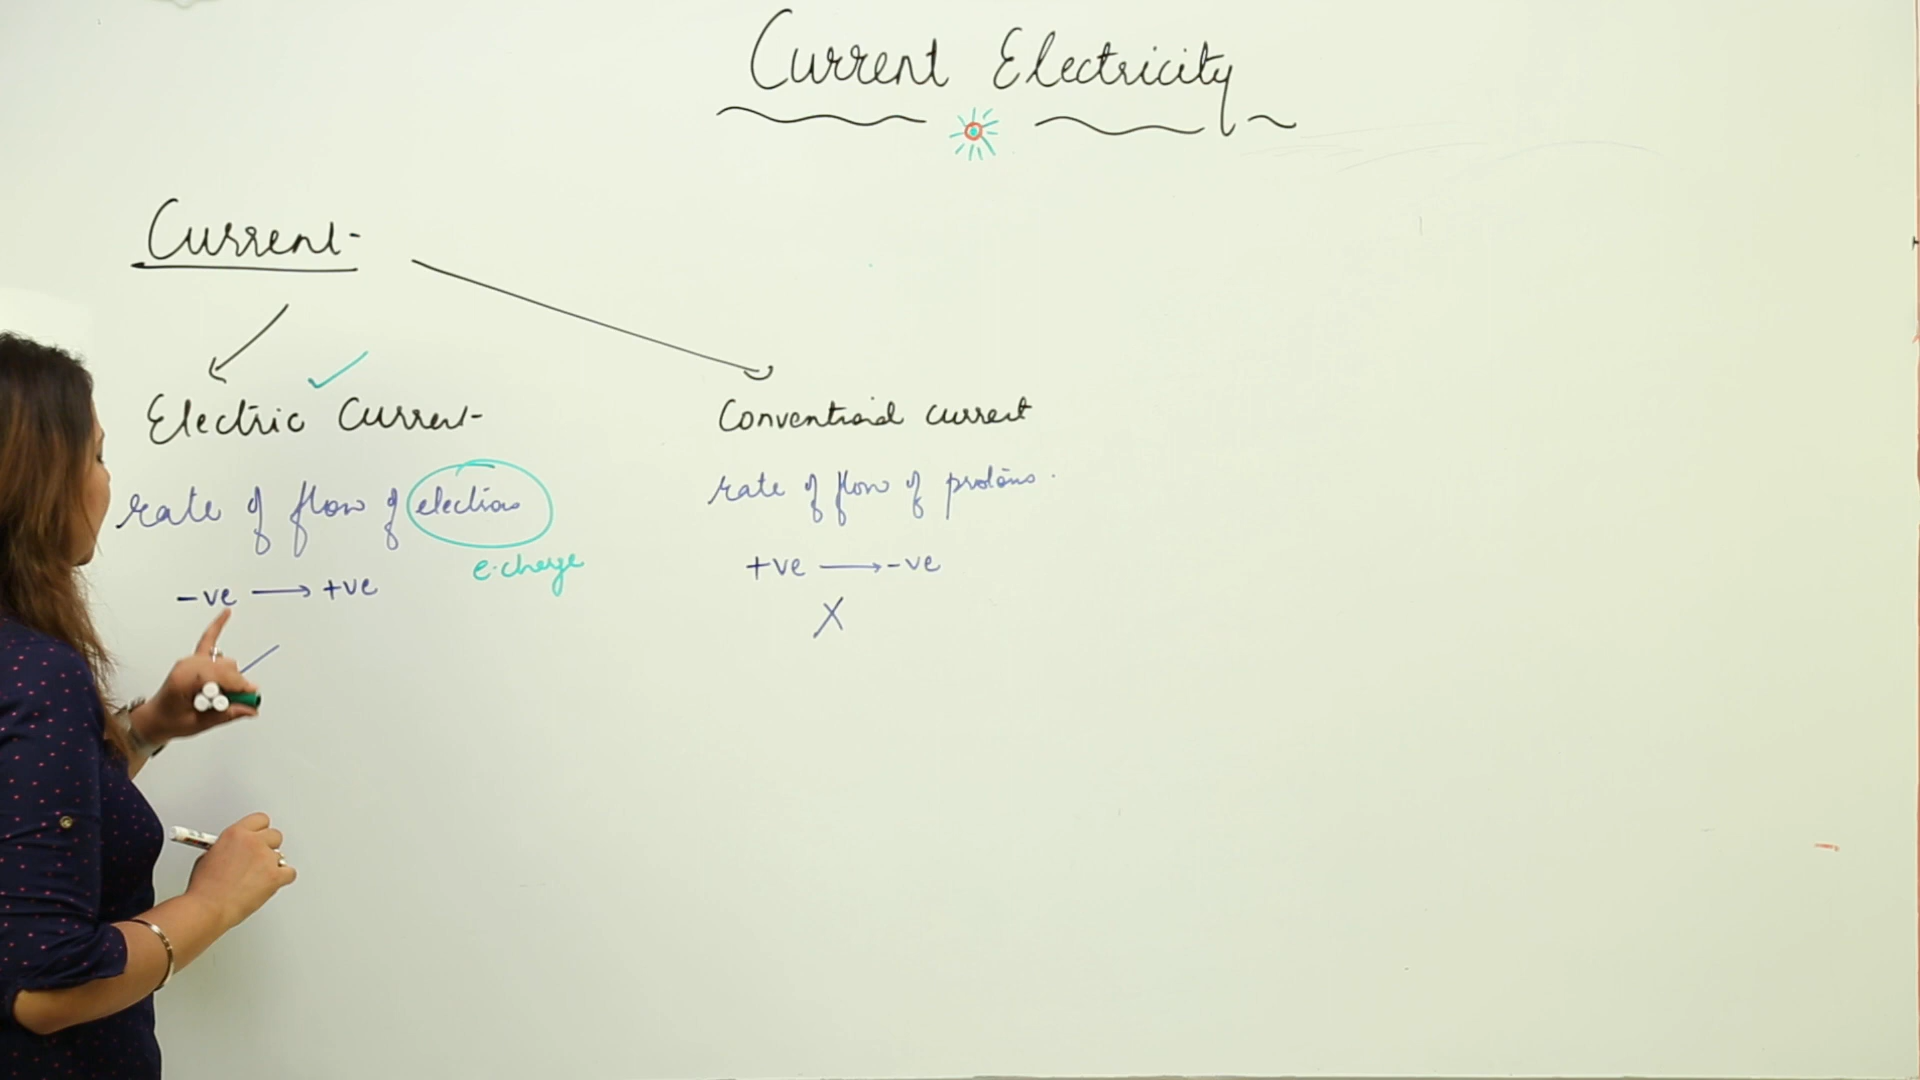 Current Electricity
Current
Electric Current
rate of flow of electrons
e⁻charge
-ve → +ve
Conventional current
rate of flow of protons.
+ve → -ve
X